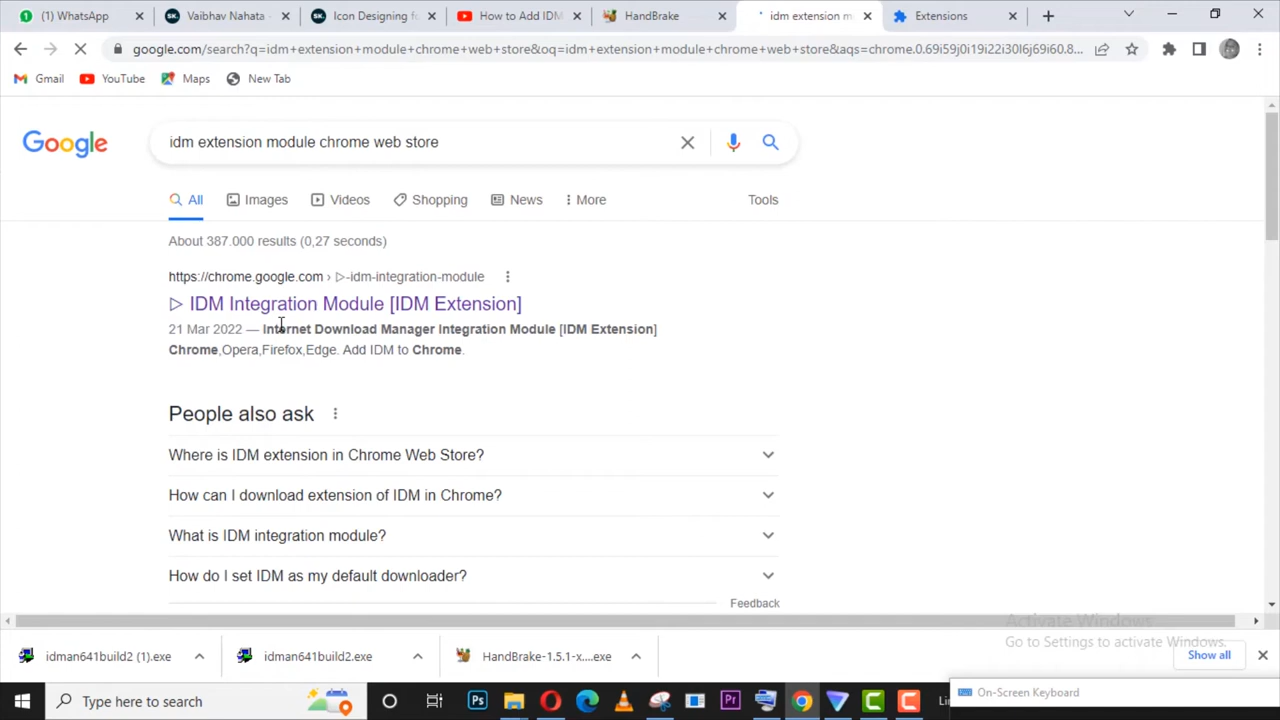 (1) WhatsApp
Vaibhav Nahata -
Icon Designing fo
How to Add IDM
HandBrake
idm extension m
Extensions
google.com/search?q=idm+extension+module+chrome+web+store&oq=idm+extension+module+chrome+web+store&aqs=chrome.0.69i59j0i19i22i30l6j69i60.8...
Gmail
YouTube
Maps
New Tab
Google
idm extension module chrome web store
All
Images
Videos
Shopping
News
More
Tools
About 387.000 results (0,27 seconds)
https://chrome.google.com › ▷-idm-integration-module
▷ IDM Integration Module [IDM Extension]
21 Mar 2022 — Internet Download Manager Integration Module [IDM Extension]
Chrome,Opera,Firefox,Edge. Add IDM to Chrome.
People also ask
Where is IDM extension in Chrome Web Store?
How can I download extension of IDM in Chrome?
What is IDM integration module?
How do I set IDM as my default downloader?
Feedback
Activate Windows
Go to Settings to activate Windows.
idman641build2 (1).exe
idman641build2.exe
HandBrake-1.5.1-x....exe
Show all
Type here to search
Ps
Pr
On-Screen Keyboard